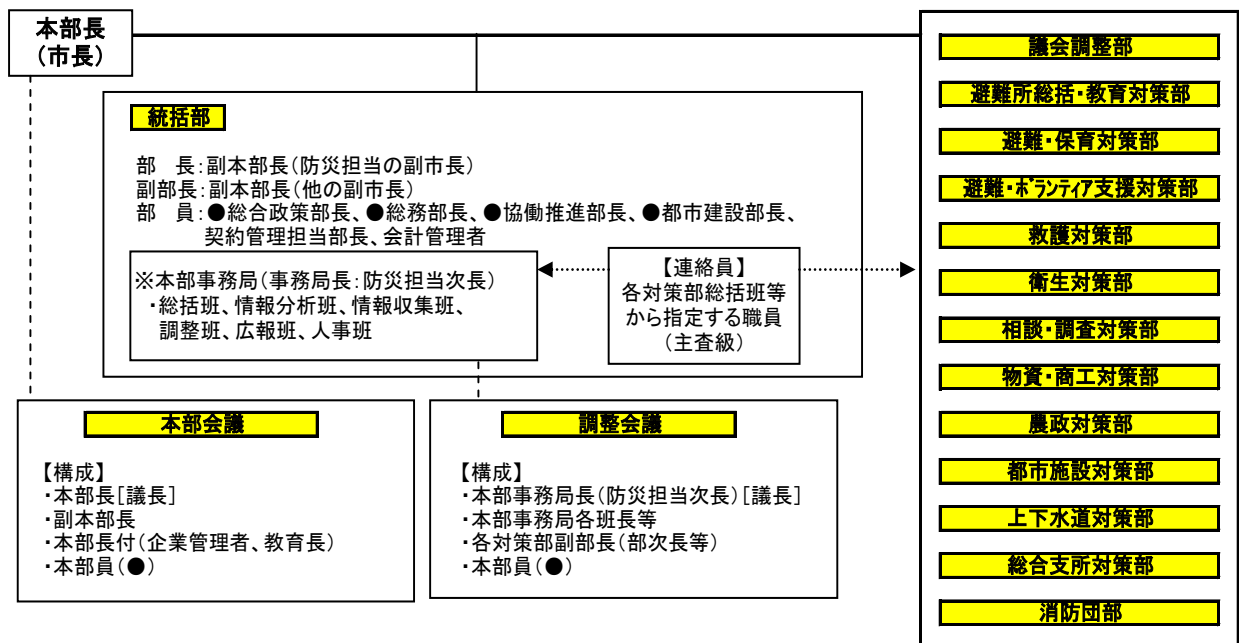 本部長
(市長)
統括部
部　長:副本部長(防災担当の副市長)
副部長:副本部長(他の副市長)
部　員:●総合政策部長、●総務部長、●協働推進部長、●都市建設部長、
契約管理担当部長、会計管理者
※本部事務局(事務局長:防災担当次長)
・総括班、情報分析班、情報収集班、
調整班、広報班、人事班
【連絡員】
各対策部総括班等
から指定する職員
(主査級)
本部会議
【構成】
・本部長[議長]
・副本部長
・本部長付(企業管理者、教育長)
・本部員(●)
調整会議
【構成】
・本部事務局長(防災担当次長)[議長]
・本部事務局各班長等
・各対策部副部長(部次長等)
・本部員(●)
議会調整部
避難所総括・教育対策部
避難・保育対策部
避難・ボランティア支援対策部
救護対策部
衛生対策部
相談・調査対策部
物資・商工対策部
農政対策部
都市施設対策部
上下水道対策部
総合支所対策部
消防団部